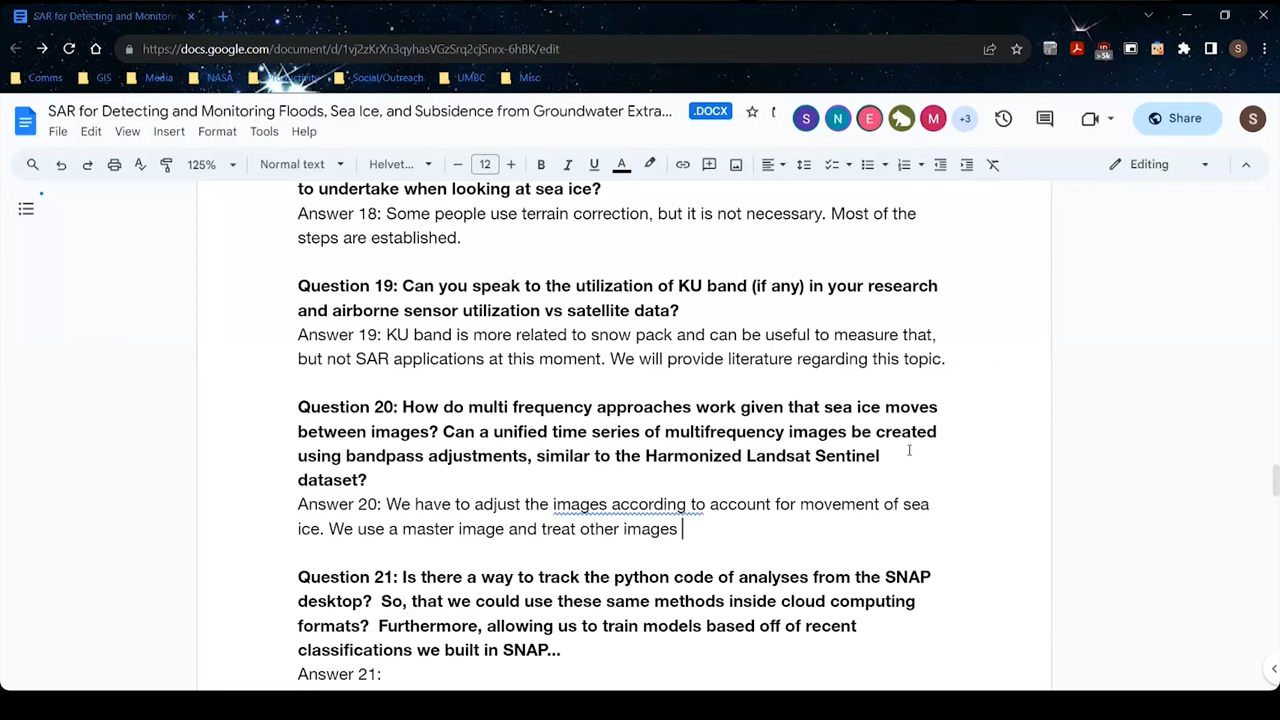 SAR for Detecting and Monitorin
https://docs.google.com/document/d/1vj2zKrXn3qyhasVGzSrq2cjSnrx-6hBK/edit
>5k
S
Comms GIS Media NASA Social/Outreach UMBC Misc
SAR for Detecting and Monitoring Floods, Sea Ice, and Subsidence from Groundwater Extra... .DOCX
S N E M +3 Share S
File Edit View Insert Format Tools Help
125% Normal text Helvet... 12 Editing
to undertake when looking at sea ice?
Answer 18: Some people use terrain correction, but it is not necessary. Most of the
steps are established.
Question 19: Can you speak to the utilization of KU band (if any) in your research
and airborne sensor utilization vs satellite data?
Answer 19: KU band is more related to snow pack and can be useful to measure that,
but not SAR applications at this moment. We will provide literature regarding this topic.
Question 20: How do multi frequency approaches work given that sea ice moves
between images? Can a unified time series of multifrequency images be created
using bandpass adjustments, similar to the Harmonized Landsat Sentinel
dataset?
Answer 20: We have to adjust the images according to account for movement of sea
ice. We use a master image and treat other images
Question 21: Is there a way to track the python code of analyses from the SNAP
desktop? So, that we could use these same methods inside cloud computing
formats? Furthermore, allowing us to train models based off of recent
classifications we built in SNAP...
Answer 21: